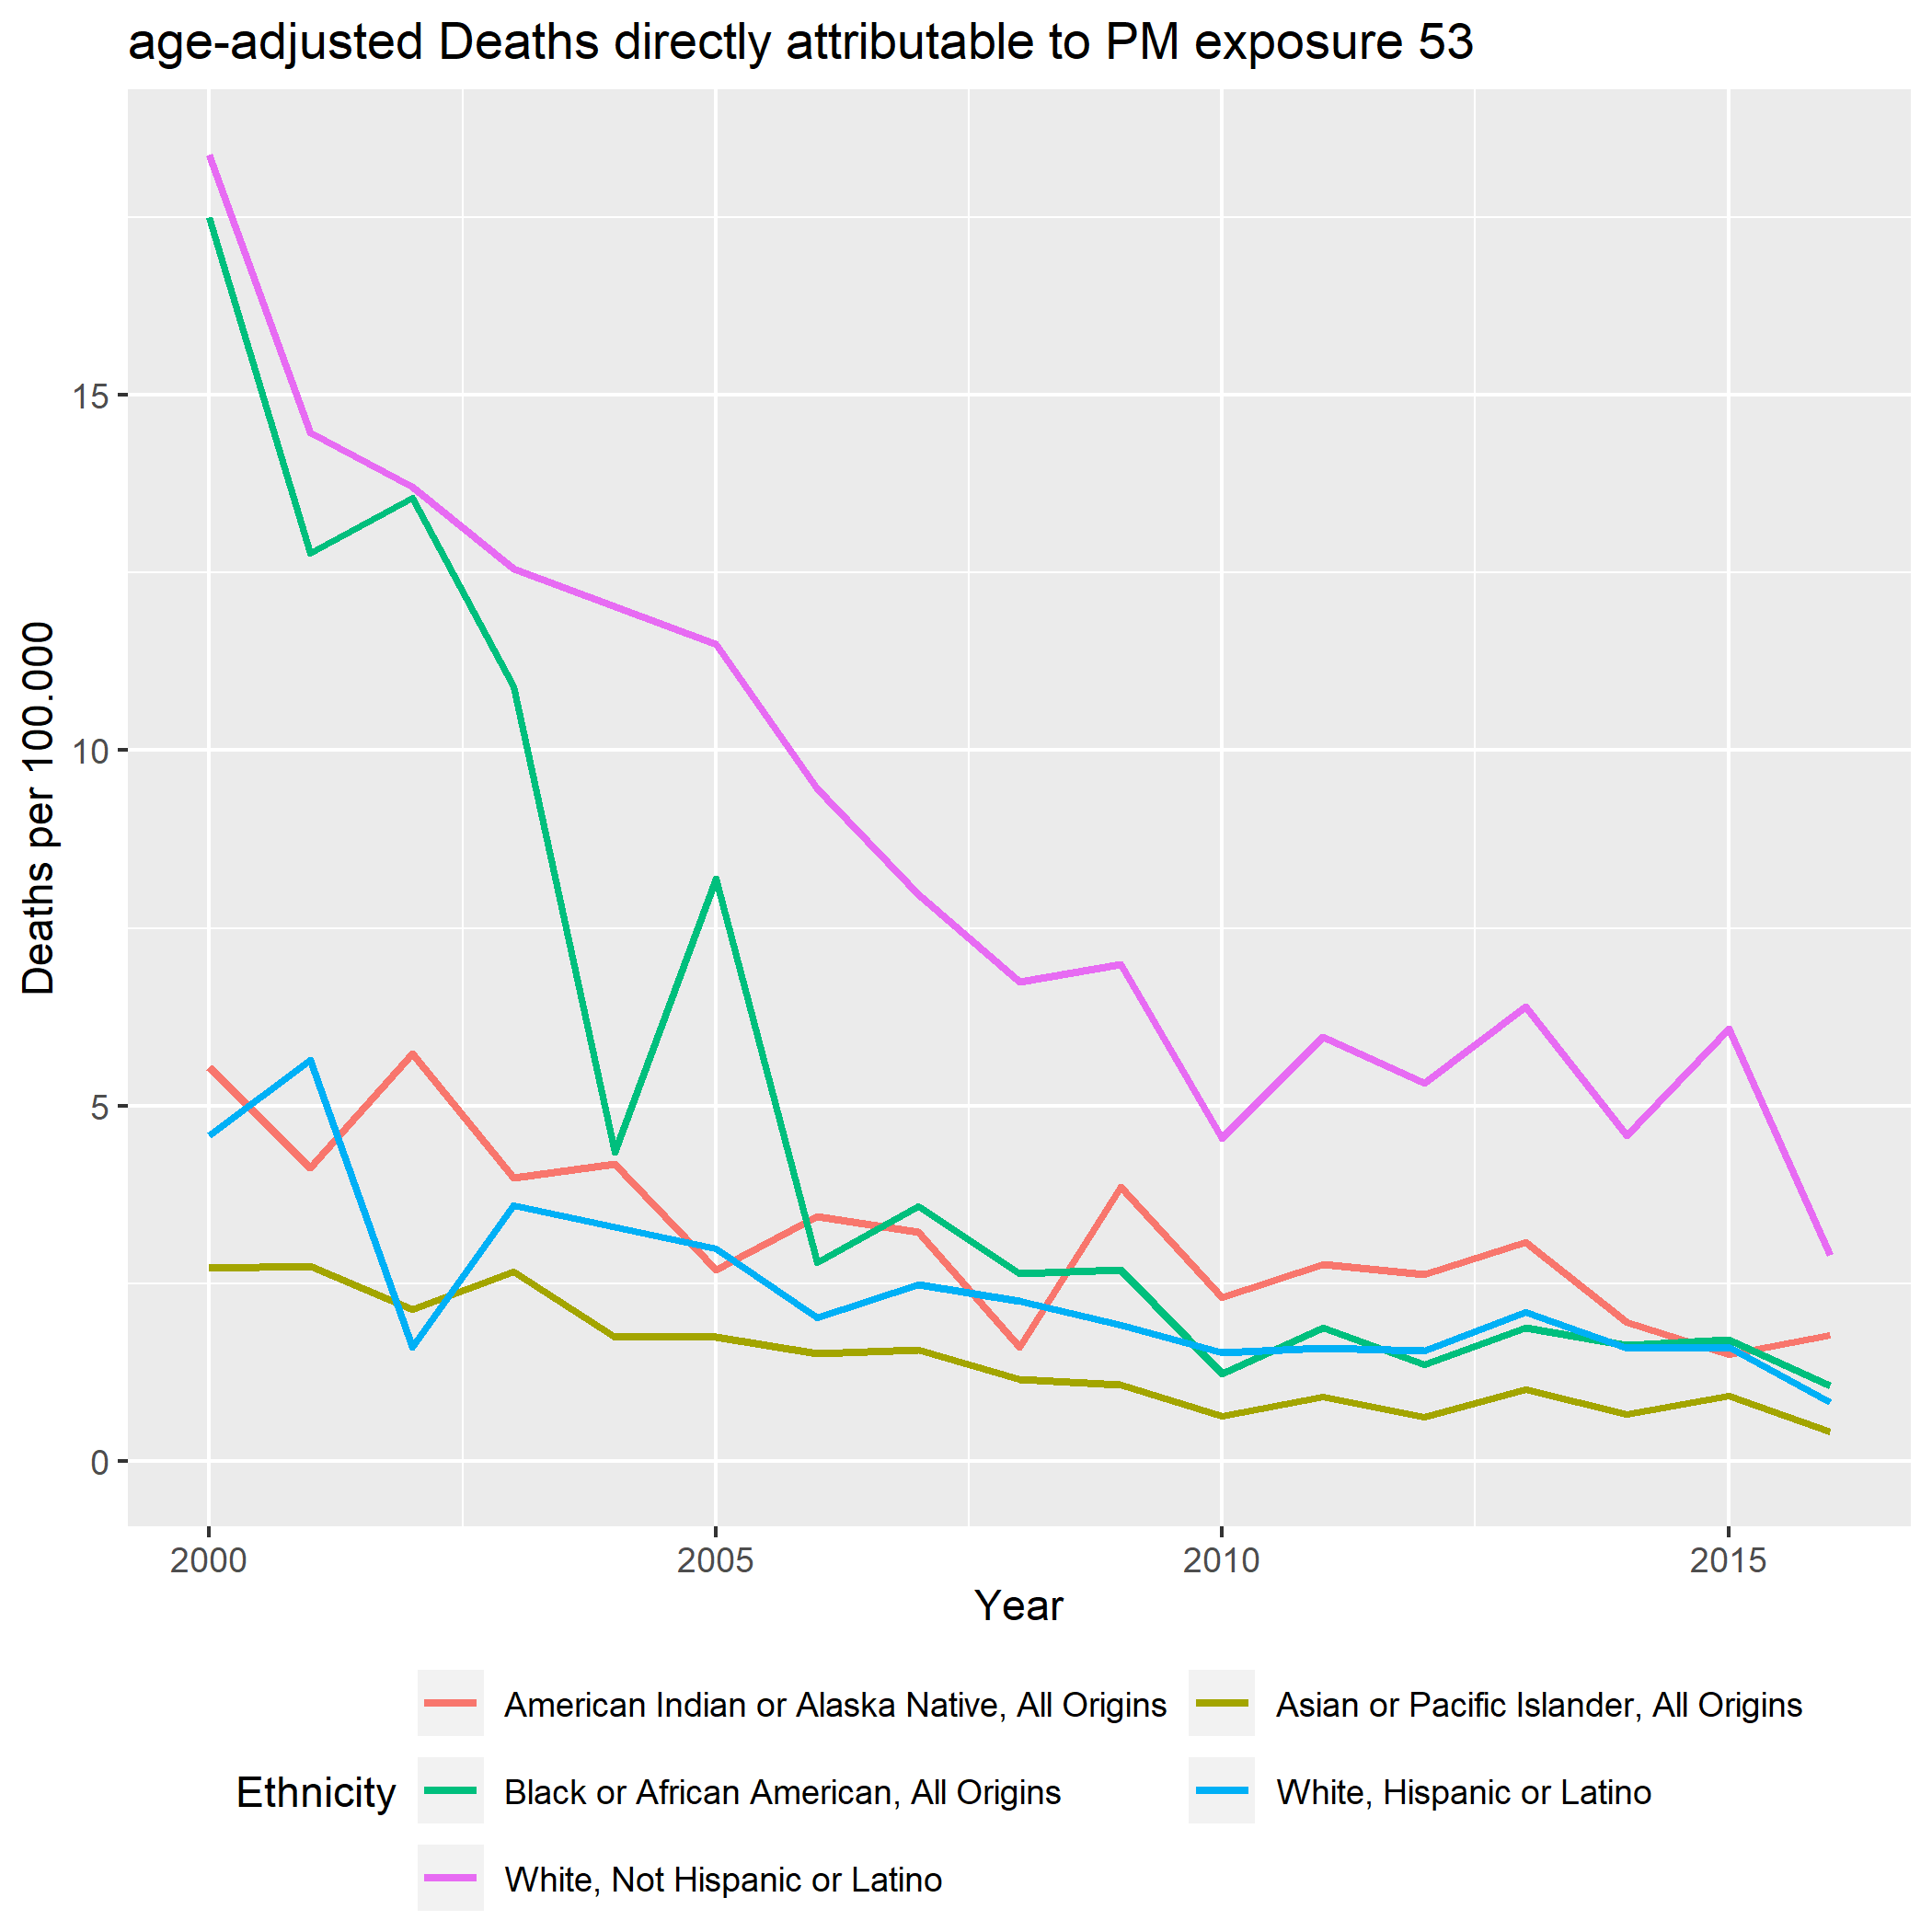 age-adjusted Deaths directly attributable to PM exposure 53
Deaths per 100.000
15
10
5
0
2000 2005 2010 2015
Year
Ethnicity
American Indian or Alaska Native, All Origins
Asian or Pacific Islander, All Origins
Black or African American, All Origins
White, Hispanic or Latino
White, Not Hispanic or Latino